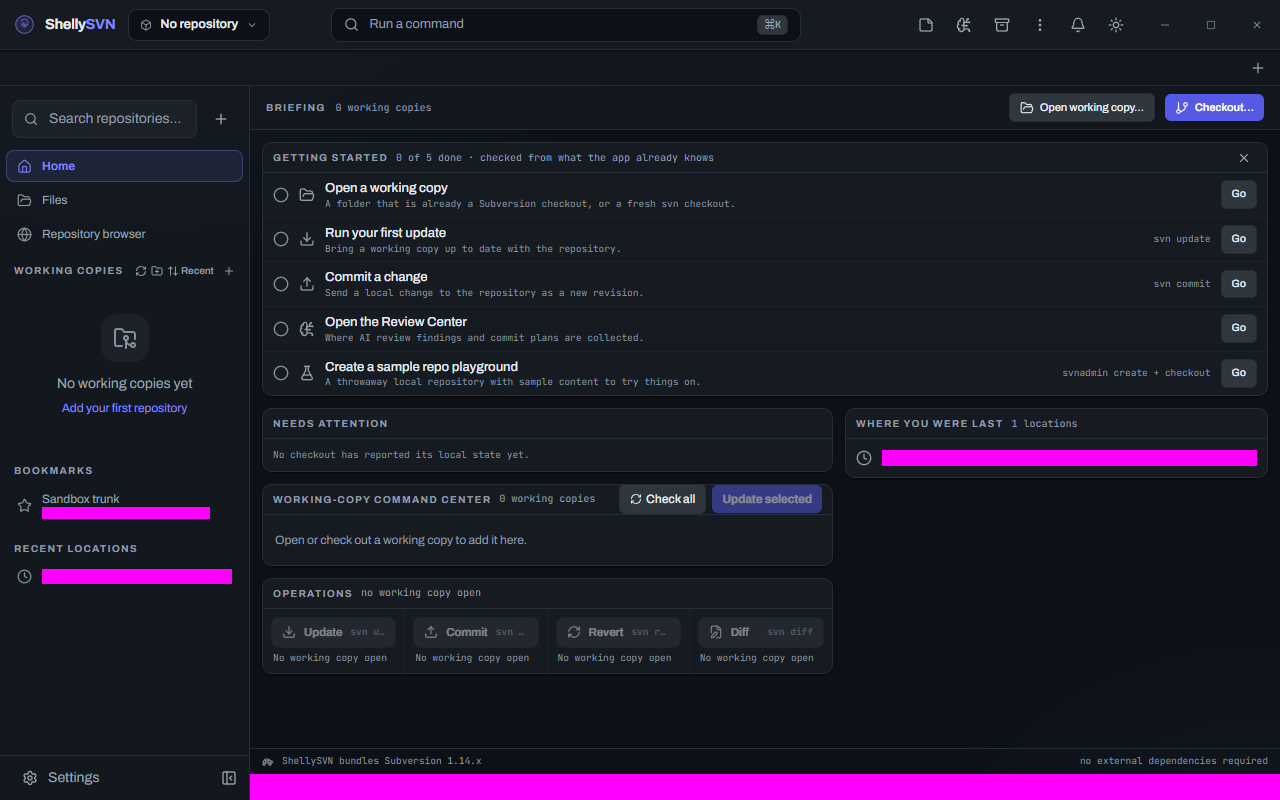 ShellySVN
No repository
Run a command
⌘K
Search repositories...
Home
Files
Repository browser
WORKING COPIES
Recent
No working copies yet
Add your first repository
BOOKMARKS
Sandbox trunk
RECENT LOCATIONS
Settings
BRIEFING 0 working copies
Open working copy...
Checkout...
GETTING STARTED 0 of 5 done · checked from what the app already knows
Open a working copy
A folder that is already a Subversion checkout, or a fresh svn checkout.
Go
Run your first update
Bring a working copy up to date with the repository.
svn update
Go
Commit a change
Send a local change to the repository as a new revision.
svn commit
Go
Open the Review Center
Where AI review findings and commit plans are collected.
Go
Create a sample repo playground
A throwaway local repository with sample content to try things on.
svnadmin create + checkout
Go
NEEDS ATTENTION
No checkout has reported its local state yet.
WHERE YOU WERE LAST 1 locations
WORKING-COPY COMMAND CENTER 0 working copies
Check all
Update selected
Open or check out a working copy to add it here.
OPERATIONS no working copy open
Update svn u…
No working copy open
Commit svn …
No working copy open
Revert svn r…
No working copy open
Diff svn diff
No working copy open
ShellySVN bundles Subversion 1.14.x
no external dependencies required